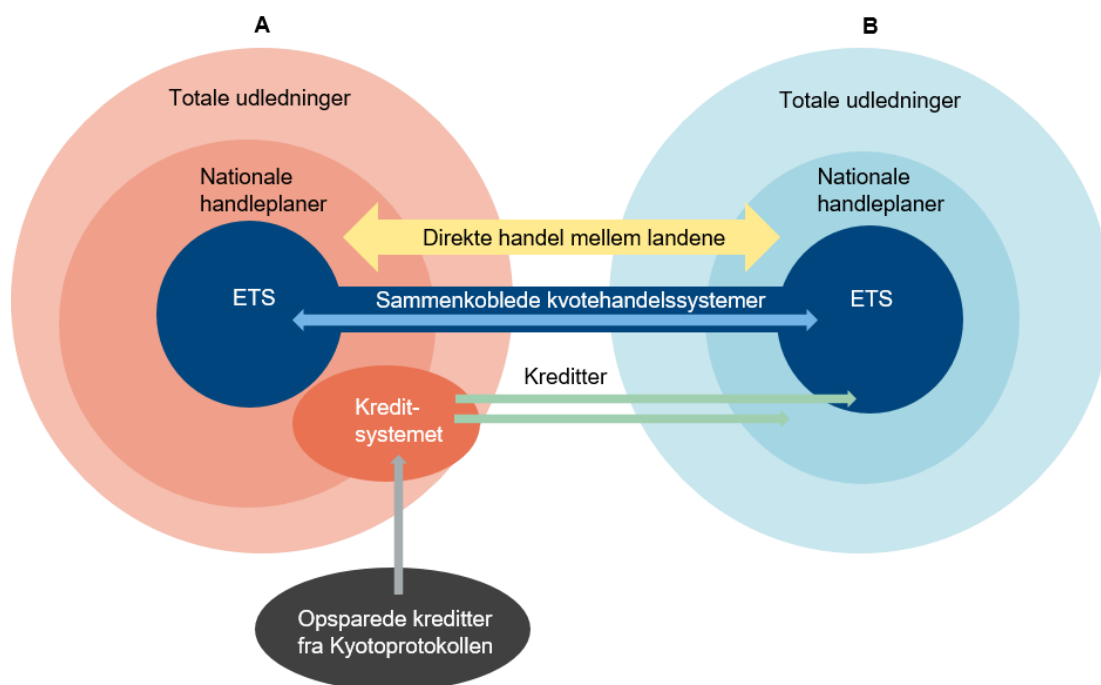 A
B
Totale udledninger
Totale udledninger
Nationale
handleplaner
Nationale
handleplaner
Direkte handel mellem landene
ETS
Sammenkoblede kvotehandelssystemer
ETS
Kreditter
Kredit-
systemet
Opsparede kreditter
fra Kyotoprotokollen